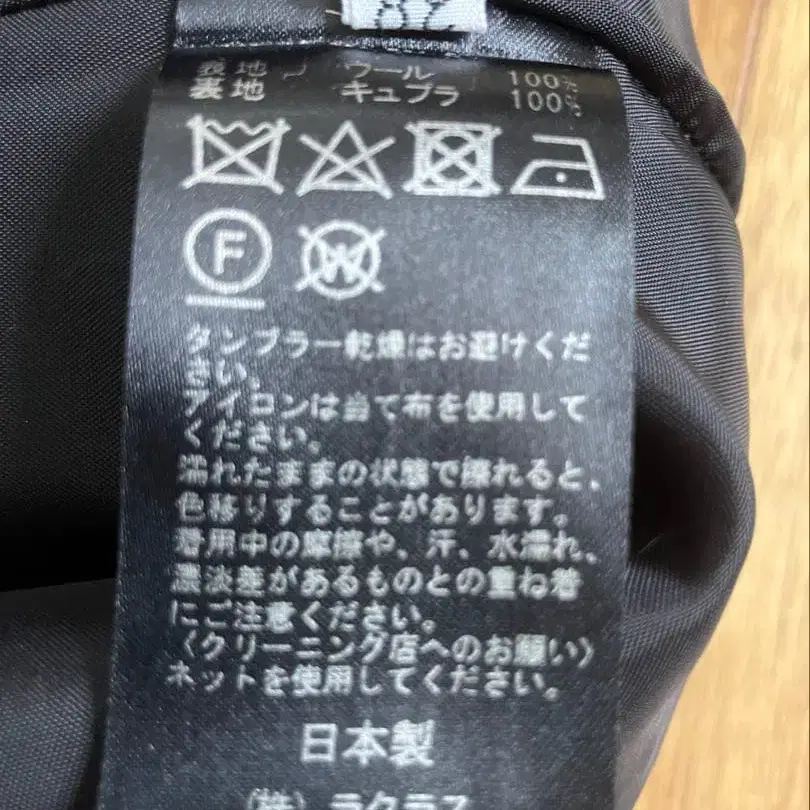 表地 ウール 100%
裏地 キュプラ 100%
F
W
タンブラー乾燥はお避けくだ
さい。
アイロンは当て布を使用して
ください。
濡れたままの状態で擦れると、
色移りすることがあります。
着用中の摩擦や、汗、水濡れ、
濃淡差があるものとの重ね着
にご注意ください。
〈クリーニング店へのお願い〉
ネットを使用してください。
日本製
(株)ラクラス